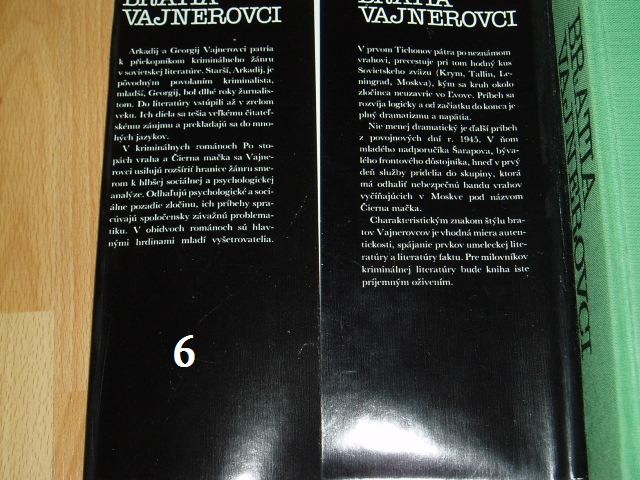 BRATIA
VAJNEROVCI
Arkadij a Georgij Vajnerovci patria
k priekopníkom kriminálneho žánru
v sovietskej literatúre. Starší, Arkadij, je
pôvodným povolaním kriminalista,
mladší, Georgij, bol dlhé roky žurnalis-
tom. Do literatúry vstúpili až v zrelom
veku. Ich diela sa tešia veľkému čitateľ-
skému záujmu a prekladajú sa do mno-
hých jazykov.
V kriminálnych románoch Po sto-
pách vraha a Čierna mačka sa Vajne-
rovci usilujú rozšíriť hranice žánru sme-
rom k hlbšej sociálnej a psychologickej
analýze. Odhaľujú psychologické a soci-
álne pozadie zločinu, ich príbehy spra-
cúvajú spoločensky závažnú problema-
tiku. V obidvoch románoch sú hlav-
nými hrdinami mladí vyšetrovatelia.
6
BRATIA
VAJNEROVCI
V prvom Tichonov pátra po neznámom
vrahovi, precestuje pri tom hodný kus
Sovietskeho zväzu (Krym, Tallin, Le-
ningrad, Moskva), kým sa kruh okolo
zločinca neuzavrie vo Ľvove. Príbeh sa
rozvíja logicky a od začiatku do konca je
plný dramatizmu a napätia.
Nie menej dramatický je ďalší príbeh
z povojnových dní r. 1945. V ňom
mladého nadporučíka Šarapova, býva-
lého frontového dôstojníka, hneď v prvý
deň služby pridelia do skupiny, ktorá
má odhaliť nebezpečnú bandu vrahov
vyčíňajúcich v Moskve pod názvom
Čierna mačka.
Charakteristickým znakom štýlu bra-
tov Vajnerovcov je vhodná miera auten-
tickosti, spájanie prvkov umeleckej lite-
ratúry a literatúry faktu. Pre milovníkov
kriminálnej literatúry bude kniha iste
príjemným oživením.
BRATIA
VAJNEROVCI